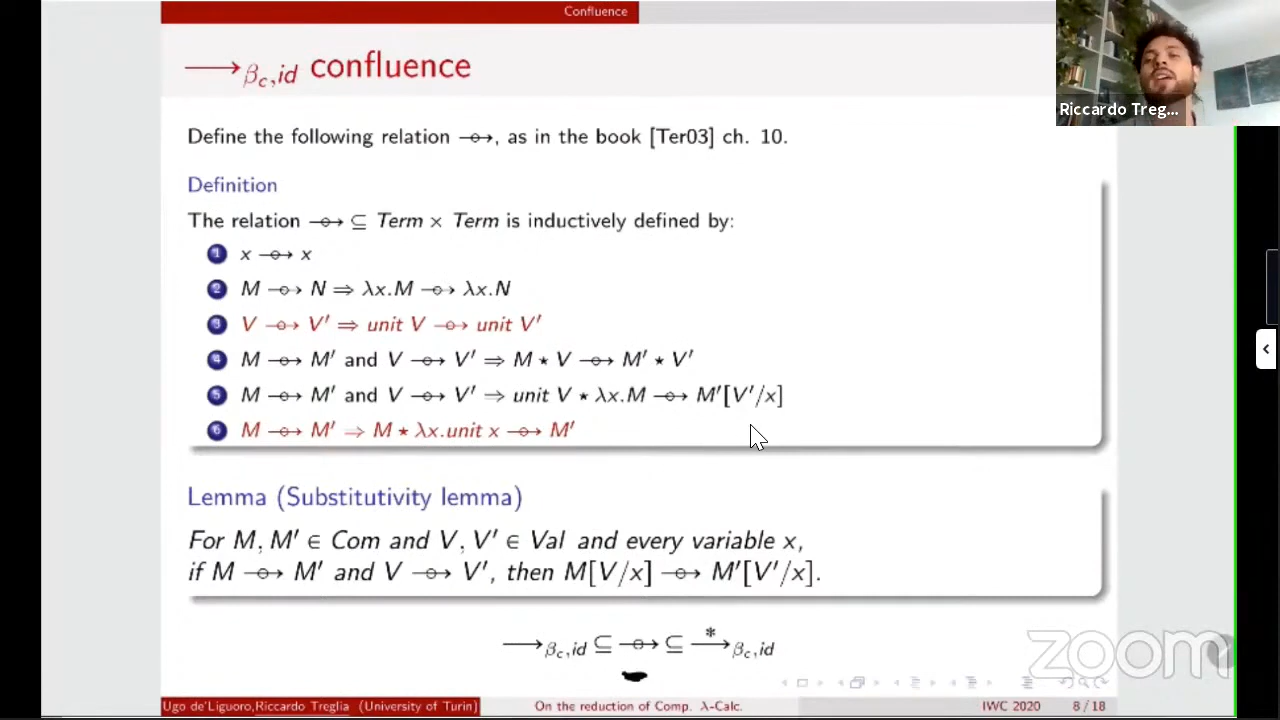 Confluence
⟶βc,id confluence
Riccardo Treg...
Define the following relation ⊸→, as in the book [Ter03] ch. 10.
Definition
The relation ⊸→ ⊆ Term × Term is inductively defined by:
1 x ⊸→ x
2 M ⊸→ N ⇒ λx.M ⊸→ λx.N
3 V ⊸→ V′ ⇒ unit V ⊸→ unit V′
4 M ⊸→ M′ and V ⊸→ V′ ⇒ M ⋆ V ⊸→ M′ ⋆ V′
5 M ⊸→ M′ and V ⊸→ V′ ⇒ unit V ⋆ λx.M ⊸→ M′[V′/x]
6 M ⊸→ M′ ⇒ M ⋆ λx.unit x ⊸→ M′
Lemma (Substitutivity lemma)
For M, M′ ∈ Com and V, V′ ∈ Val and every variable x,
if M ⊸→ M′ and V ⊸→ V′, then M[V/x] ⊸→ M′[V′/x].
⟶βc,id ⊆ ⊸→ ⊆ ⟶*βc,id
zoom
Ugo de'Liguoro,Riccardo Treglia (University of Turin) On the reduction of Comp. λ-Calc. IWC 2020 8 / 18